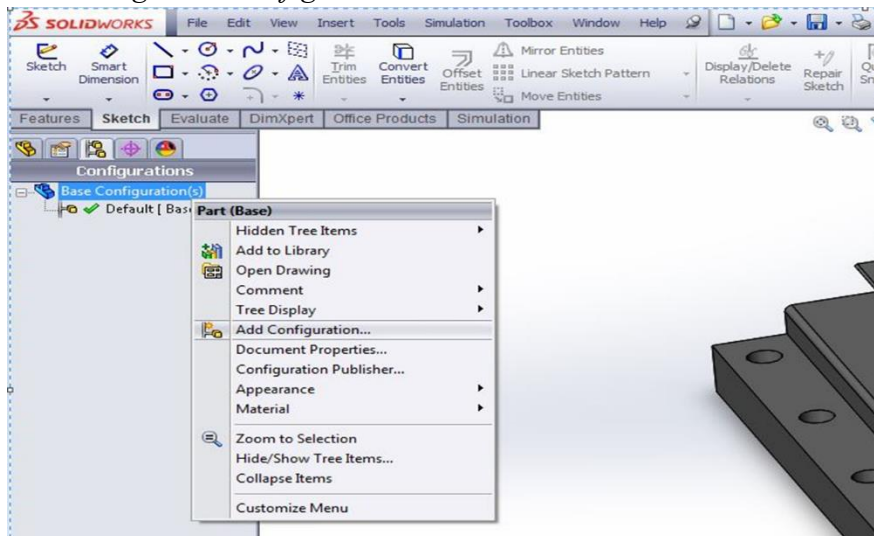 SOLIDWORKS File Edit View Insert Tools Simulation Toolbox Window Help
Sketch Smart Dimension Trim Entities Convert Entities Offset Entities Mirror Entities Linear Sketch Pattern Move Entities Display/Delete Relations Repair Sketch
Features Sketch Evaluate DimXpert Office Products Simulation
Configurations
Base Configuration(s)
Default [
Part (Base)
Hidden Tree Items
Add to Library
Open Drawing
Comment
Tree Display
Add Configuration...
Document Properties...
Configuration Publisher...
Appearance
Material
Zoom to Selection
Hide/Show Tree Items...
Collapse Items
Customize Menu